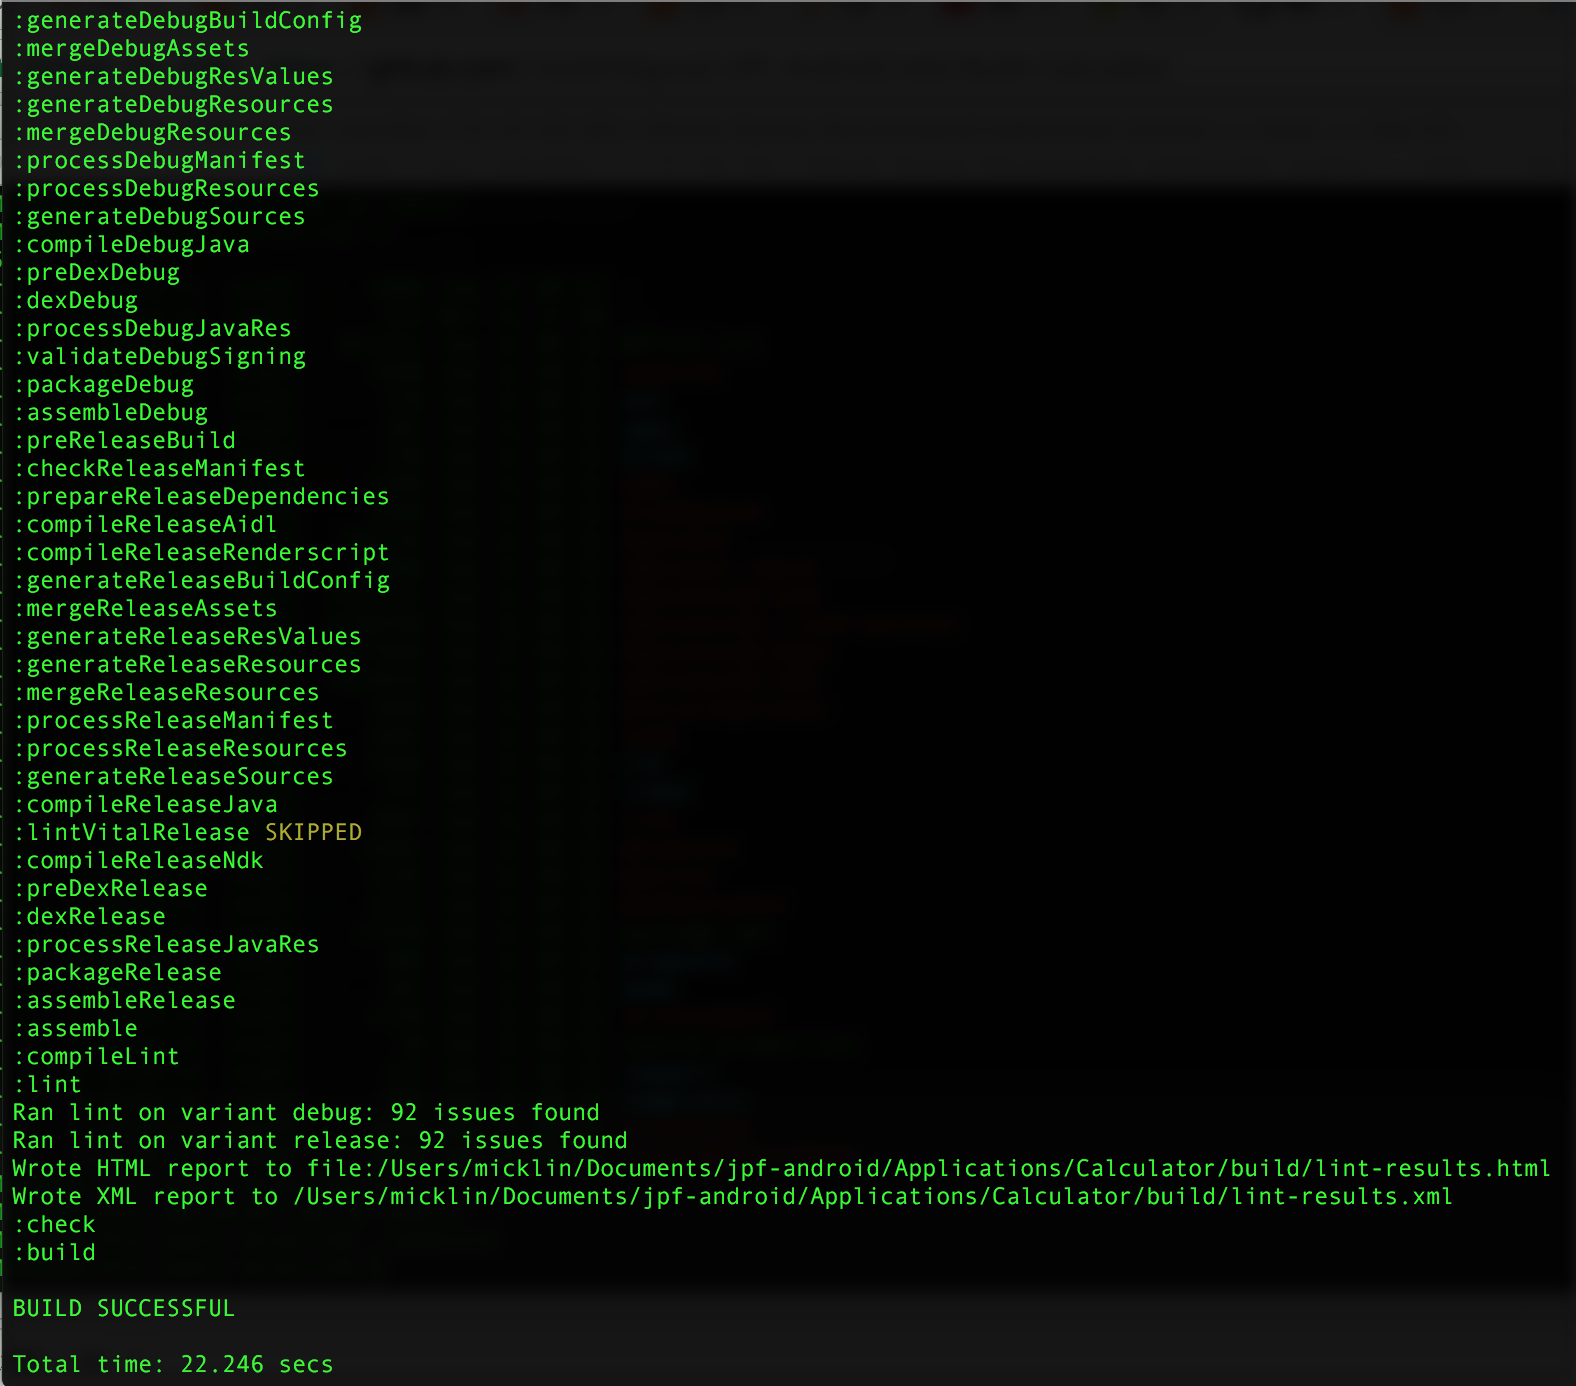 :generateDebugBuildConfig
:mergeDebugAssets
:generateDebugResValues
:generateDebugResources
:mergeDebugResources
:processDebugManifest
:processDebugResources
:generateDebugSources
:compileDebugJava
:preDexDebug
:dexDebug
:processDebugJavaRes
:validateDebugSigning
:packageDebug
:assembleDebug
:preReleaseBuild
:checkReleaseManifest
:prepareReleaseDependencies
:compileReleaseAidl
:compileReleaseRenderscript
:generateReleaseBuildConfig
:mergeReleaseAssets
:generateReleaseResValues
:generateReleaseResources
:mergeReleaseResources
:processReleaseManifest
:processReleaseResources
:generateReleaseSources
:compileReleaseJava
:lintVitalRelease SKIPPED
:compileReleaseNdk
:preDexRelease
:dexRelease
:processReleaseJavaRes
:packageRelease
:assembleRelease
:assemble
:compileLint
:lint
Ran lint on variant debug: 92 issues found
Ran lint on variant release: 92 issues found
Wrote HTML report to file:/Users/micklin/Documents/jpf-android/Applications/Calculator/build/lint-results.html
Wrote XML report to /Users/micklin/Documents/jpf-android/Applications/Calculator/build/lint-results.xml
:check
:build
BUILD SUCCESSFUL
Total time: 22.246 secs